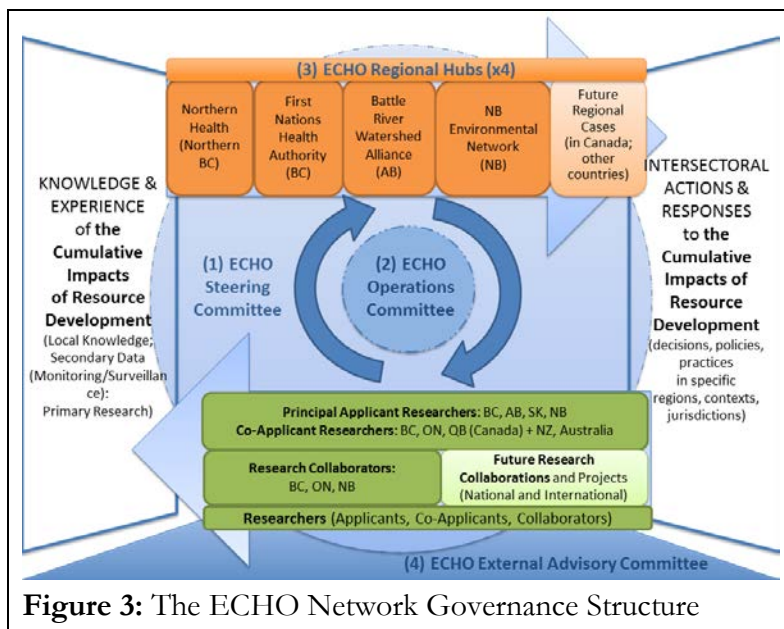 (3) ECHO Regional Hubs (x4)
Northern
Health
(Northern
BC)
First
Nations
Health
Authority
(BC)
Battle
River
Watershed
Alliance
(AB)
NB
Environmental
Network
(NB)
Future
Regional
Cases
(in Canada;
other
countries)
KNOWLEDGE &
EXPERIENCE
of the
Cumulative
Impacts
of Resource
Development
(Local Knowledge;
Secondary Data
(Monitoring/Surveillan
ce):
Primary Research)
(1) ECHO
Steering
Committee
(2) ECHO
Operations
Committee
INTERSECTORAL
ACTIONS &
RESPONSES
to the
Cumulative
Impacts of
Resource
Development
(decisions, policies,
practices
in specific
regions, contexts,
jurisdictions)
Principal Applicant Researchers: BC, AB, SK, NB
Co-Applicant Researchers: BC, ON, QB (Canada) + NZ, Australia
Research Collaborators:
BC, ON, NB
Future Research
Collaborations and Projects
(National and International)
Researchers (Applicants, Co-Applicants, Collaborators)
(4) ECHO External Advisory Committee
Figure 3: The ECHO Network Governance Structure